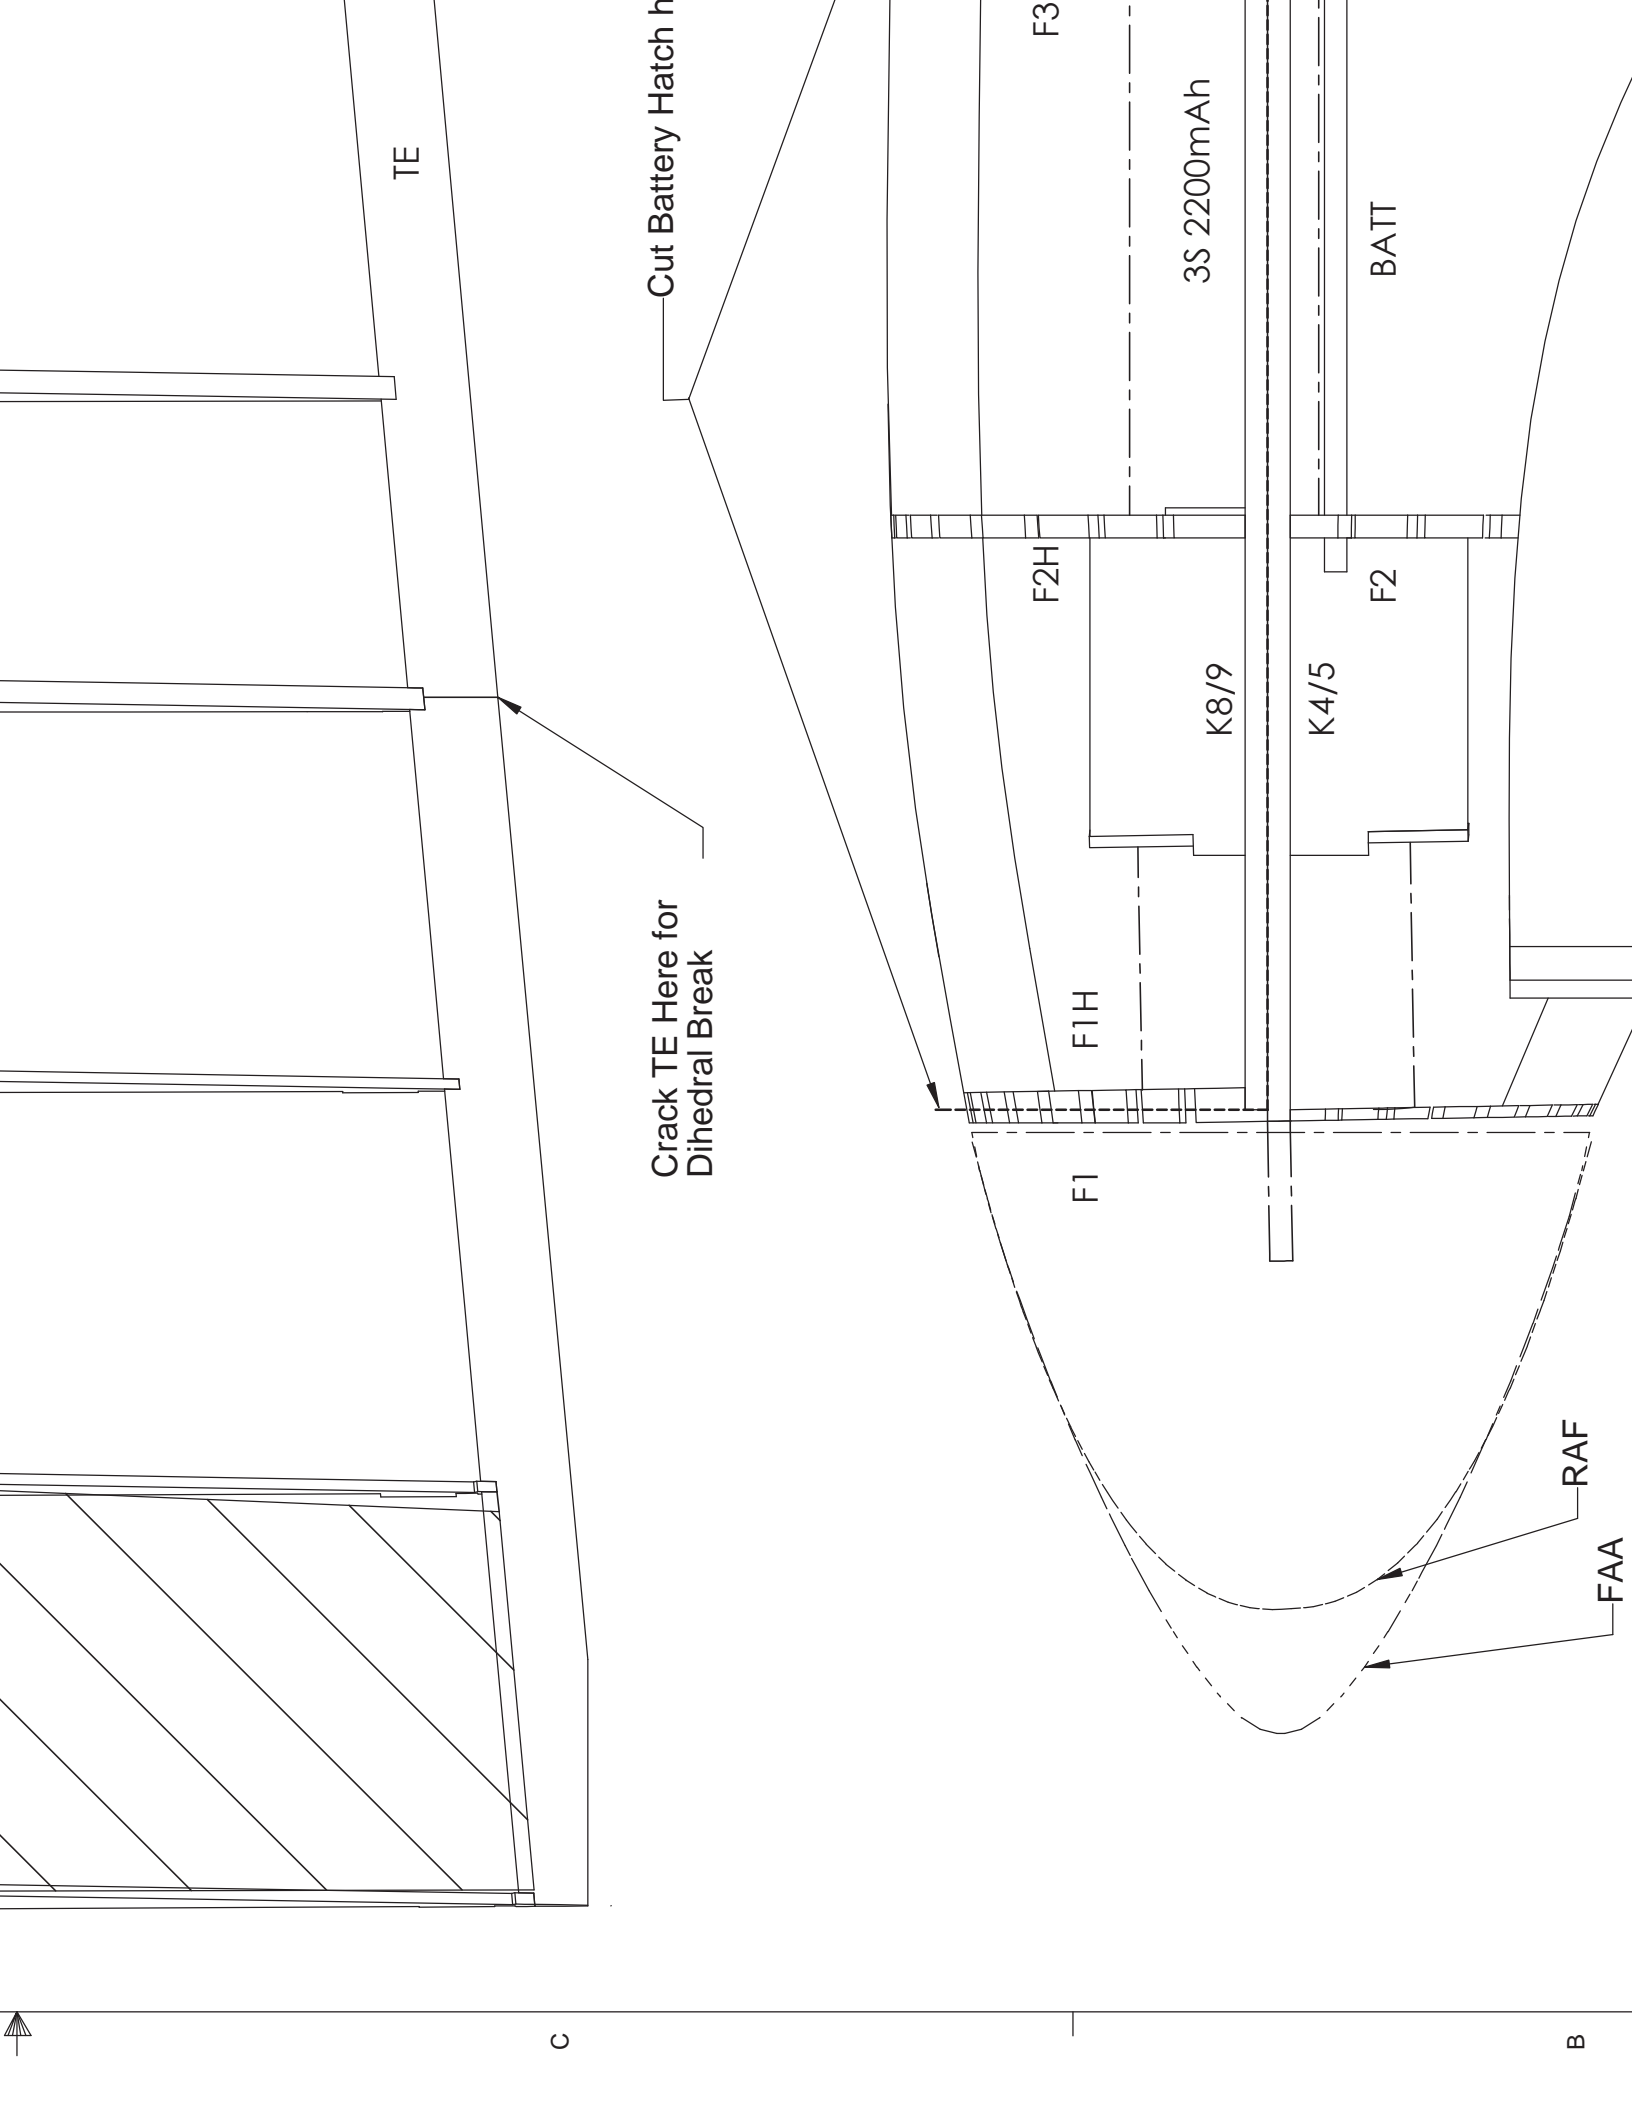 TE
Cut Battery Hatch h
F3
3S 2200mAh
BATT
F2H
F2
K8/9
K4/5
Crack TE Here for
Dihedral Break
F1H
F1
RAF
FAA
C
B